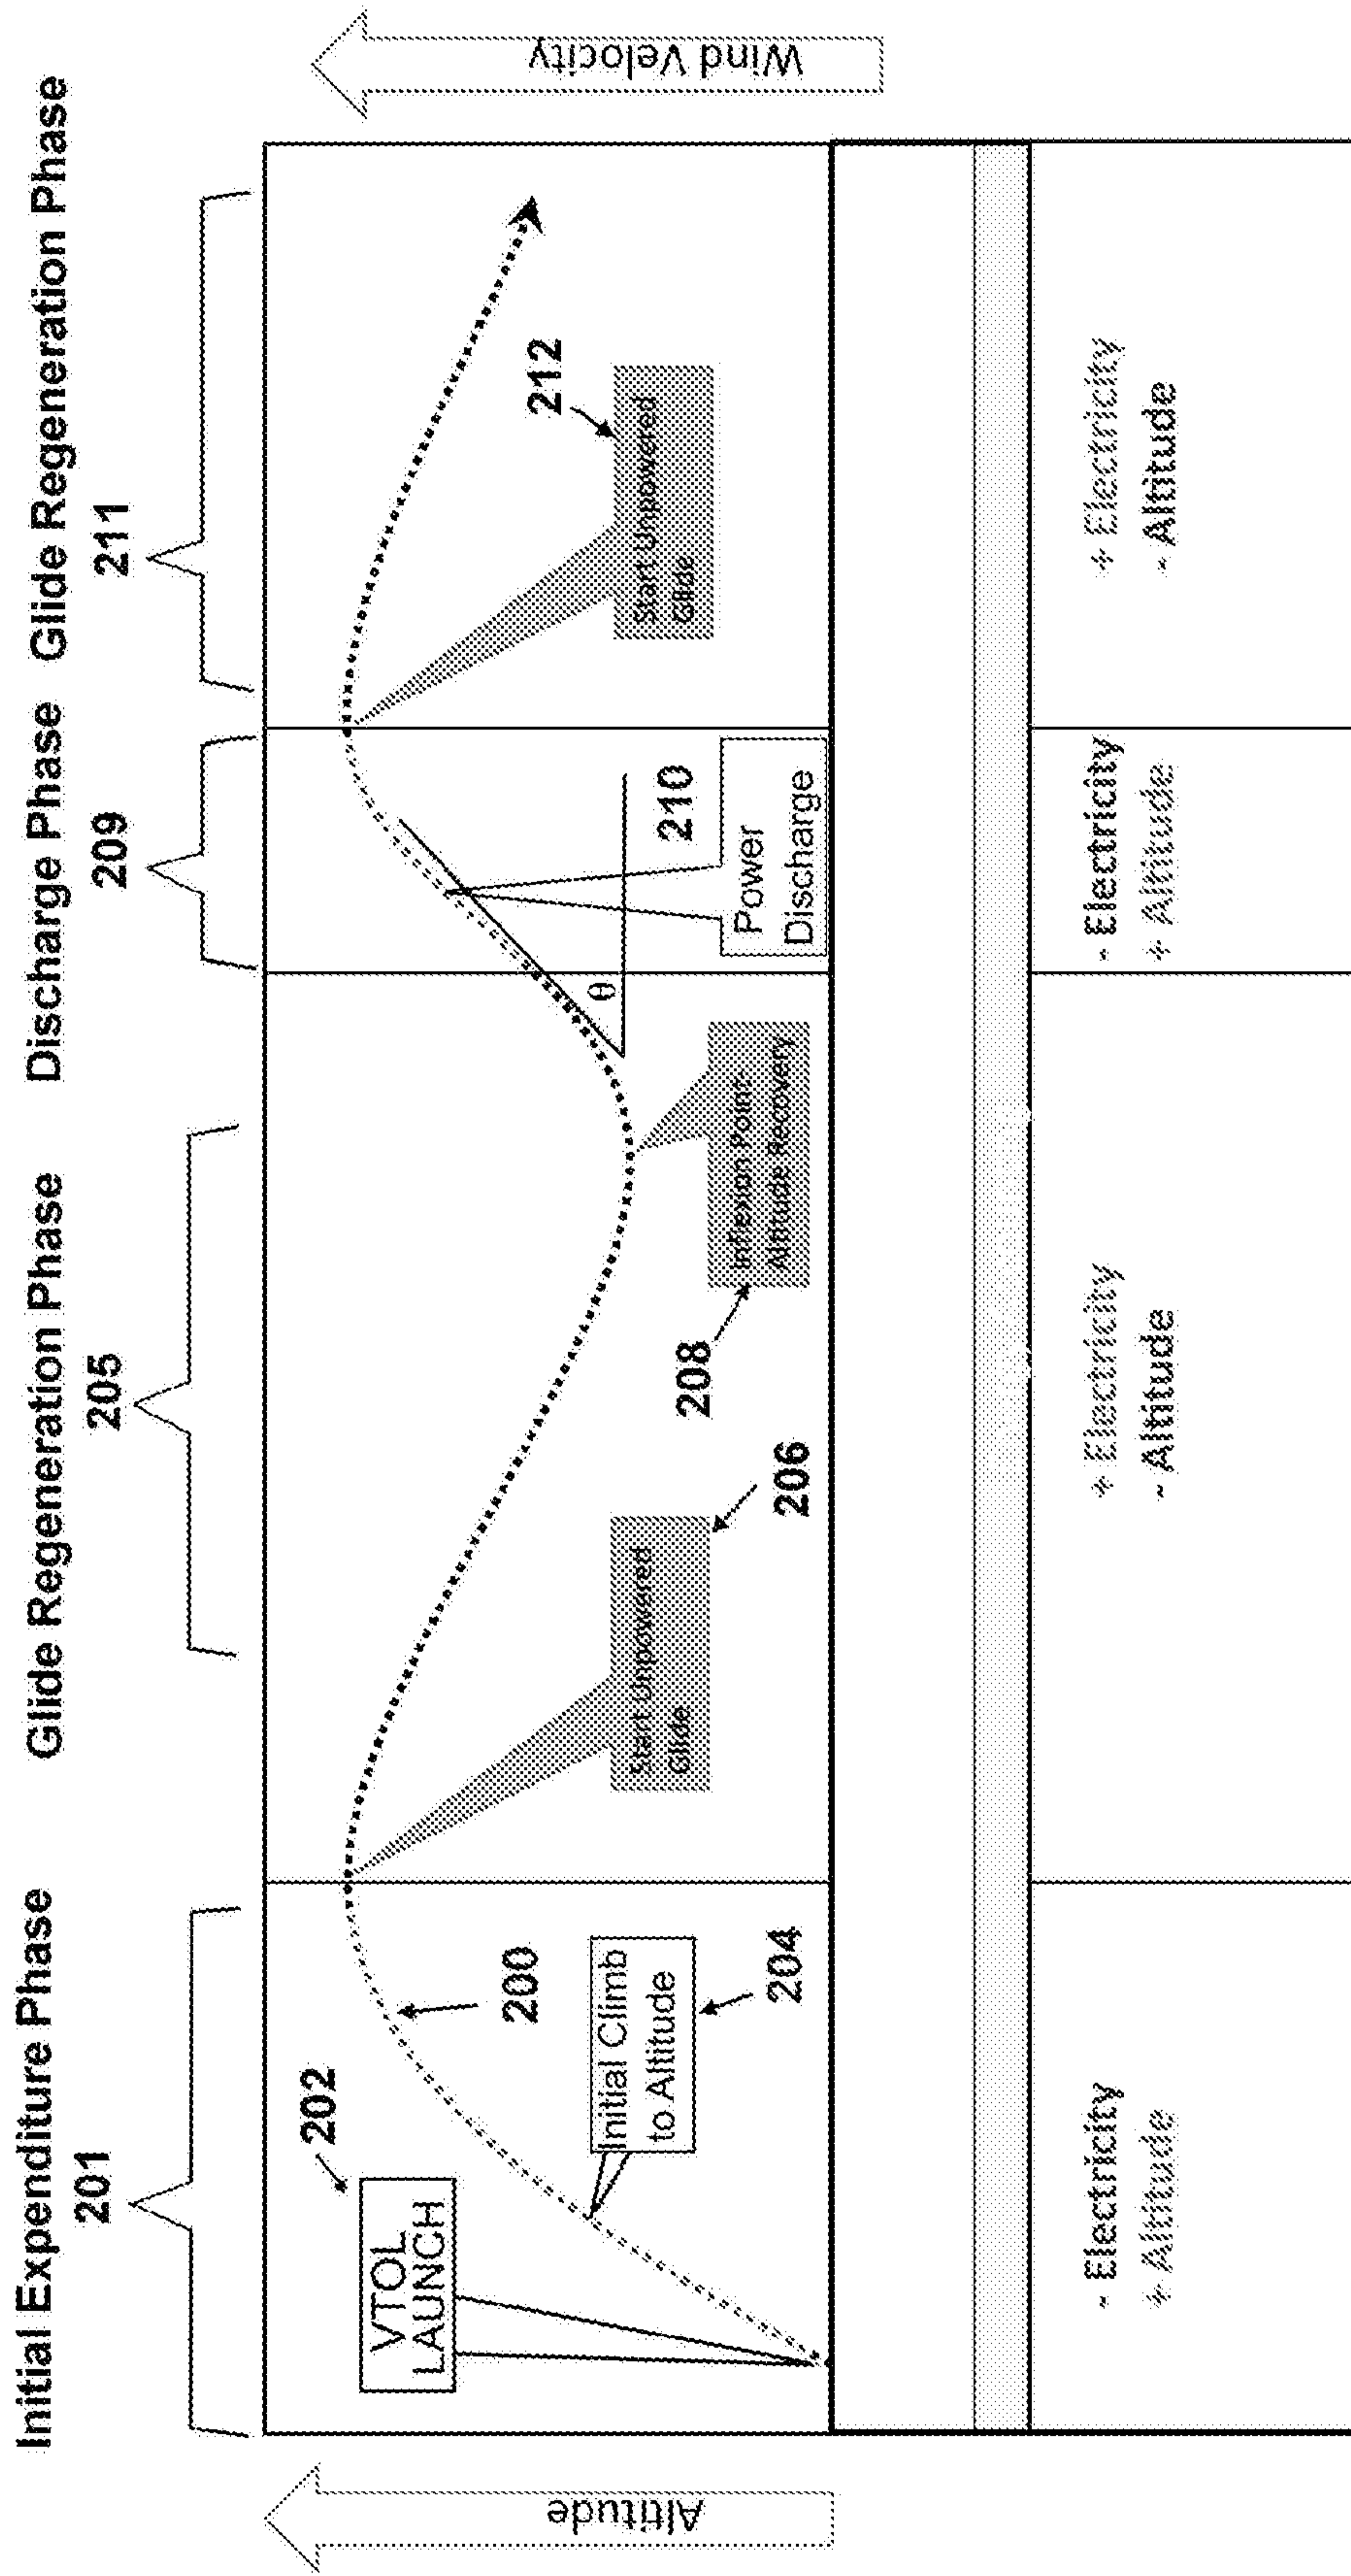 Initial Expenditure Phase
Glide Regeneration Phase
Discharge Phase
Glide Regeneration Phase
201
205
209
211
Altitude
Wind Velocity
VTOL
LAUNCH
202
200
Initial Climb
to Altitude
204
Start Unpowered
Glide
206
208
Inflexion Point-
Altitude Recovery
θ
210
Power
Discharge
212
Start Unpowered
Glide
- Electricity
+ Altitude
+ Electricity
- Altitude
- Electricity
+ Altitude
+ Electricity
- Altitude